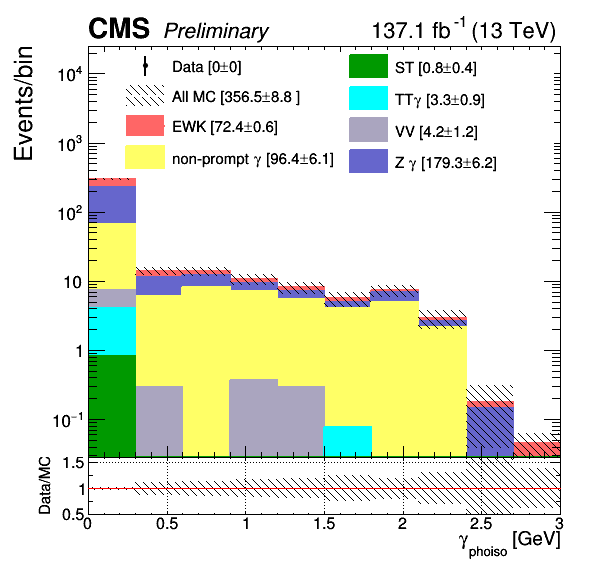 CMS Preliminary 137.1 fb⁻¹ (13 TeV)
Events/bin
Data [0±0]
All MC [356.5±8.8 ]
EWK [72.4±0.6]
non-prompt γ [96.4±6.1]
ST [0.8±0.4]
TTγ [3.3±0.9]
VV [4.2±1.2]
Z γ [179.3±6.2]
10⁴
10³
10²
10
1
10⁻¹
Data/MC
1.5
1
0.5
0 0.5 1 1.5 2 2.5 3
γ phoiso [GeV]